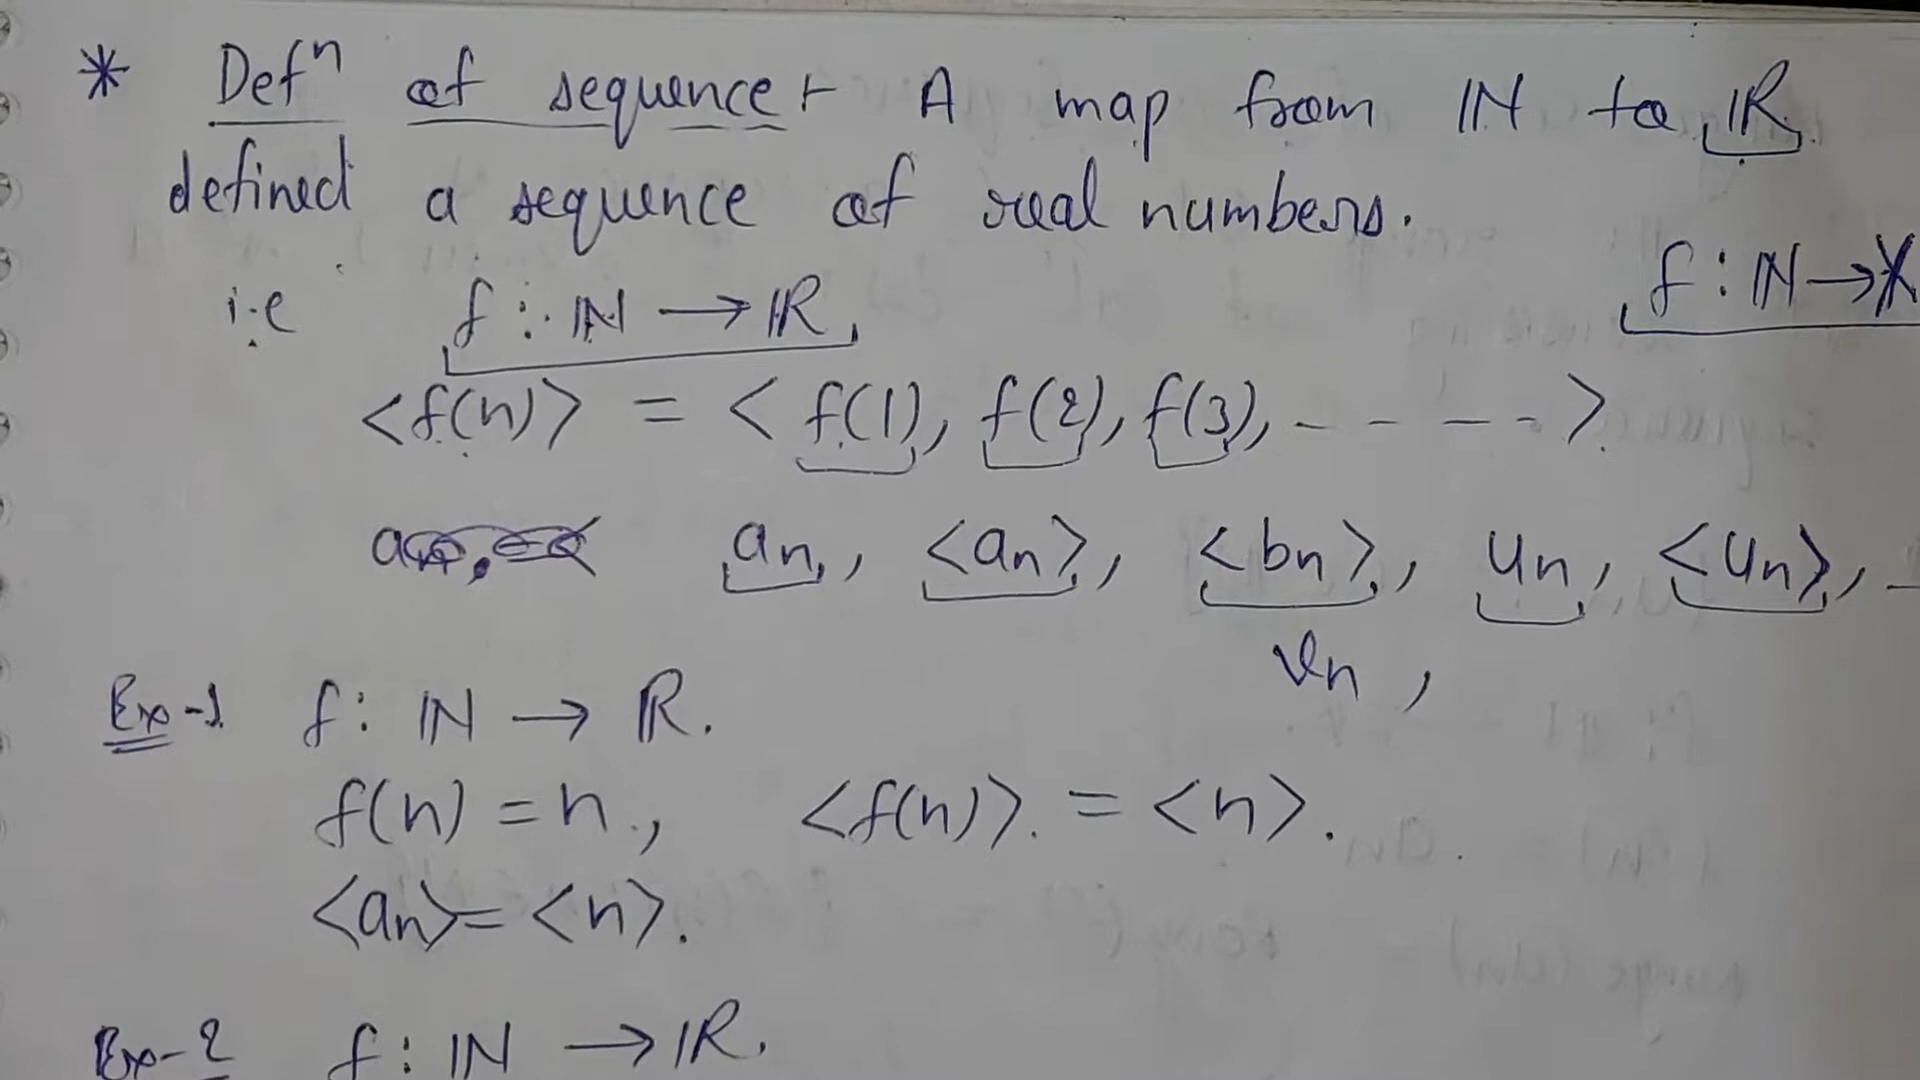 * Defⁿ of sequence:- A map from ℕ to ℝ
defined a sequence of real numbers.
f : ℕ → X
i.e f : ℕ → ℝ,
<f(n)> = < f(1), f(2), f(3), - - - - >
an, <an>, <bn>, un, <un>, -
vn,
Ex-1 f : ℕ → ℝ.
f(n) = n, <f(n)> = <n>.
<an> = <n>.
Ex-2 f : ℕ → ℝ.